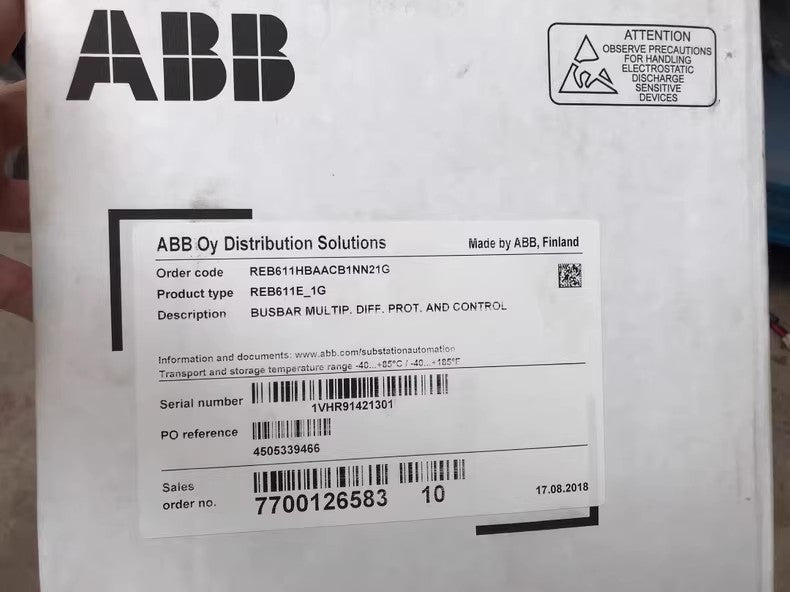 ABB
ATTENTION
OBSERVE PRECAUTIONS
FOR HANDLING
ELECTROSTATIC
DISCHARGE
SENSITIVE
DEVICES
ABB Oy Distribution Solutions Made by ABB, Finland
Order code REB611HBAACB1NN21G
Product type REB611E_1G
Description BUSBAR MULTIP. DIFF. PROT. AND CONTROL
Information and documents: www.abb.com/substationautomation
Transport and storage temperature range -40...+85°C / -40...+185°F
Serial number
1VHR91421301
PO reference
4505339466
Sales
order no. 7700126583 10 17.08.2018